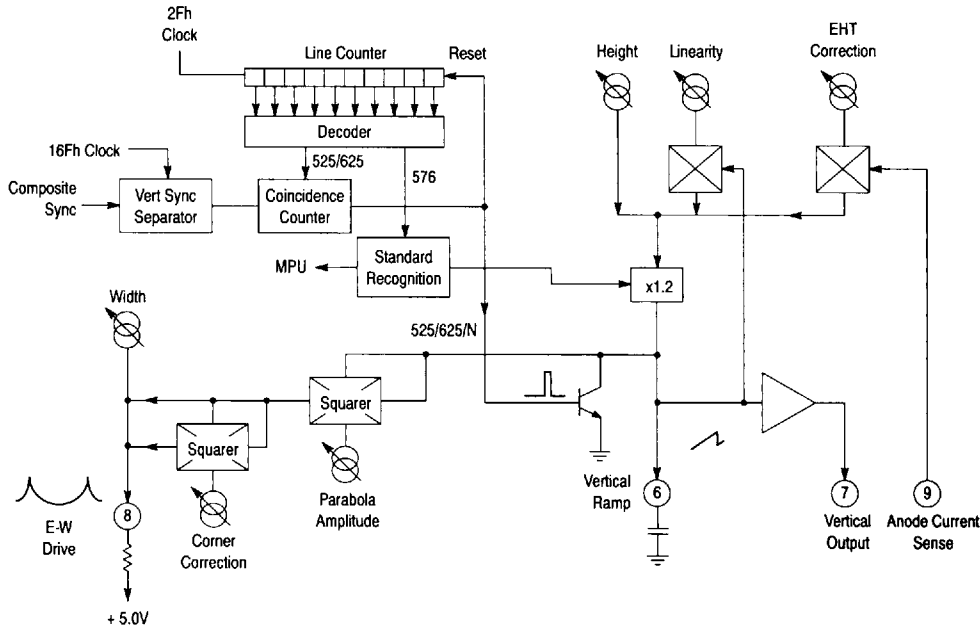 2Fh
Clock
Line Counter
Reset
Height
Linearity
EHT
Correction
Decoder
16Fh Clock
525/625
576
Composite
Sync
Vert Sync
Separator
Coincidence
Counter
MPU
Standard
Recognition
x1.2
Width
525/625/N
Squarer
Squarer
Parabola
Amplitude
Vertical
Ramp
6
7
9
Vertical
Output
Anode Current
Sense
E-W
Drive
8
Corner
Correction
+ 5.0V